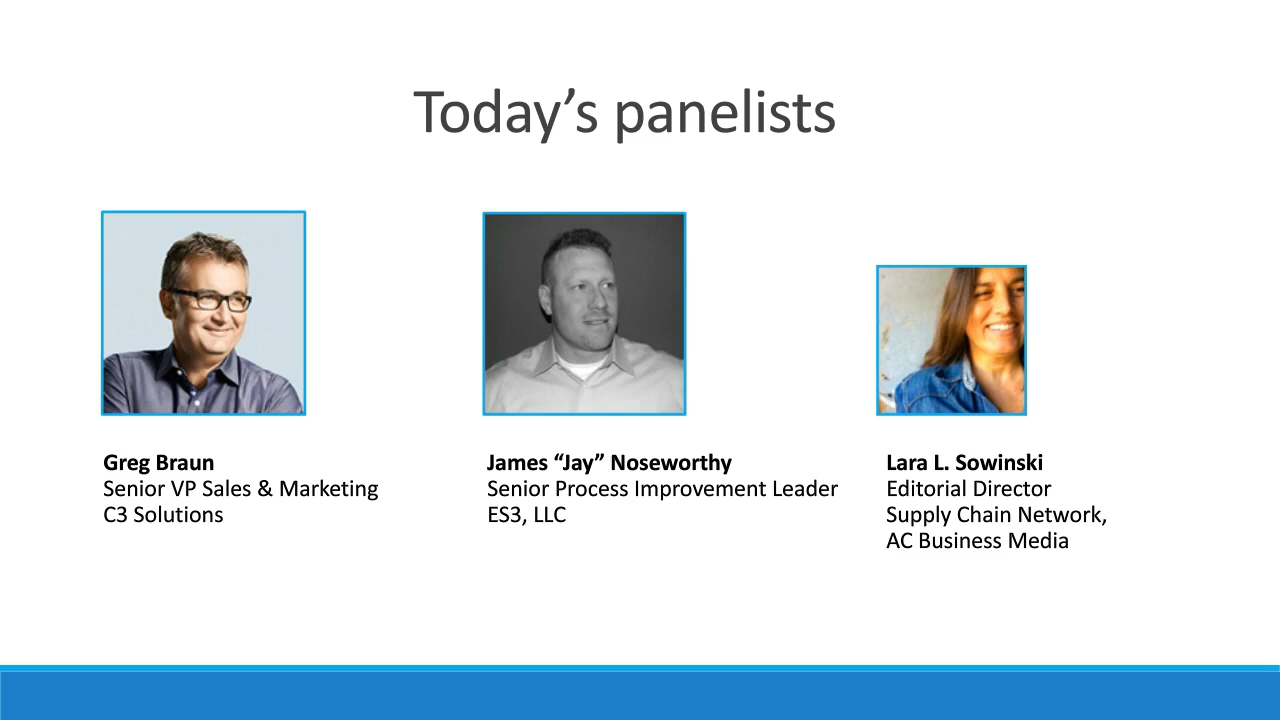 Today’s panelists
Greg Braun
Senior VP Sales & Marketing
C3 Solutions
James “Jay” Noseworthy
Senior Process Improvement Leader
ES3, LLC
Lara L. Sowinski
Editorial Director
Supply Chain Network,
AC Business Media